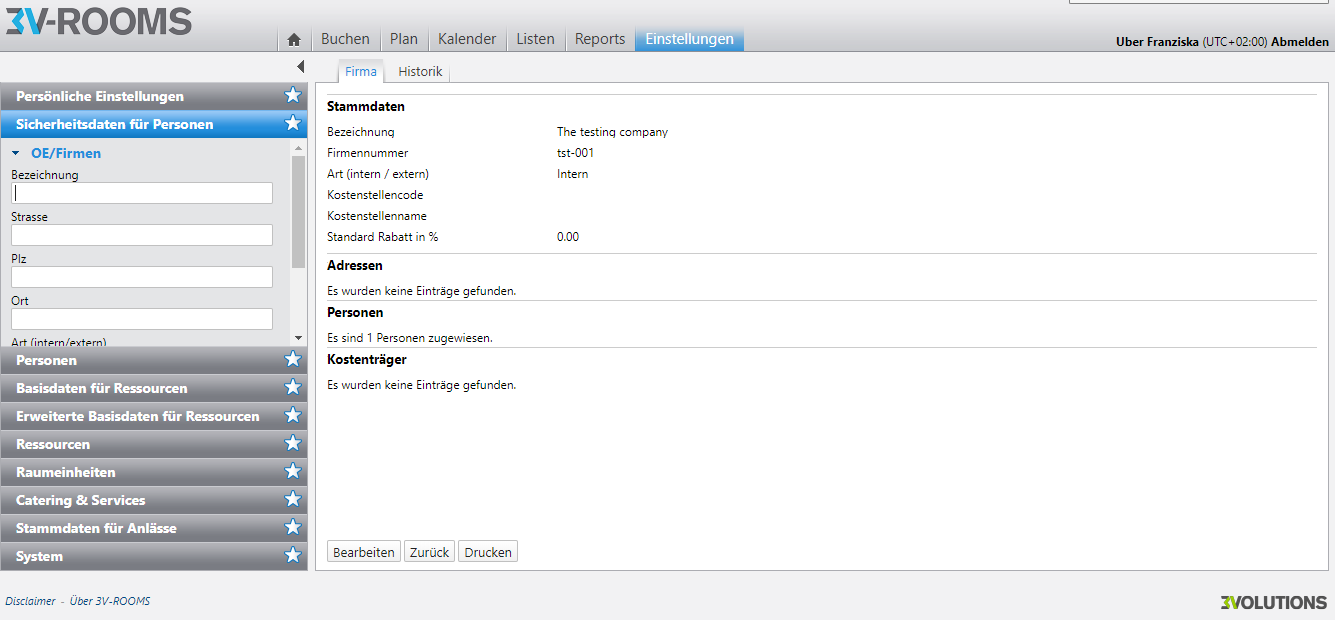 3V-ROOMS
Buchen Plan Kalender Listen Reports Einstellungen
Uber Franziska (UTC+02:00) Abmelden
Persönliche Einstellungen
Sicherheitsdaten für Personen
OE/Firmen
Bezeichnung
Strasse
Plz
Ort
Art (intern/extern)
Personen
Basisdaten für Ressourcen
Erweiterte Basisdaten für Ressourcen
Ressourcen
Raumeinheiten
Catering & Services
Stammdaten für Anlässe
System
Firma Historik
Stammdaten
Bezeichnung The testing company
Firmennummer tst-001
Art (intern / extern) Intern
Kostenstellencode
Kostenstellenname
Standard Rabatt in % 0.00
Adressen
Es wurden keine Einträge gefunden.
Personen
Es sind 1 Personen zugewiesen.
Kostenträger
Es wurden keine Einträge gefunden.
Bearbeiten Zurück Drucken
Disclaimer - Über 3V-ROOMS
3VOLUTIONS